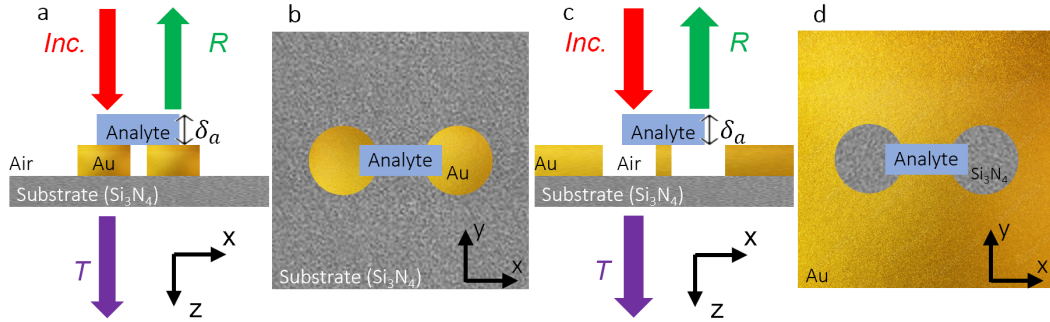 a
Inc.
R
Analyte
δa
Air
Au
Substrate (Si3N4)
T
x
z
b
Analyte
Au
y
x
Substrate (Si3N4)
c
Inc.
R
Analyte
δa
Air
Au
Substrate (Si3N4)
T
x
z
d
Analyte
Si3N4
y
x
Au